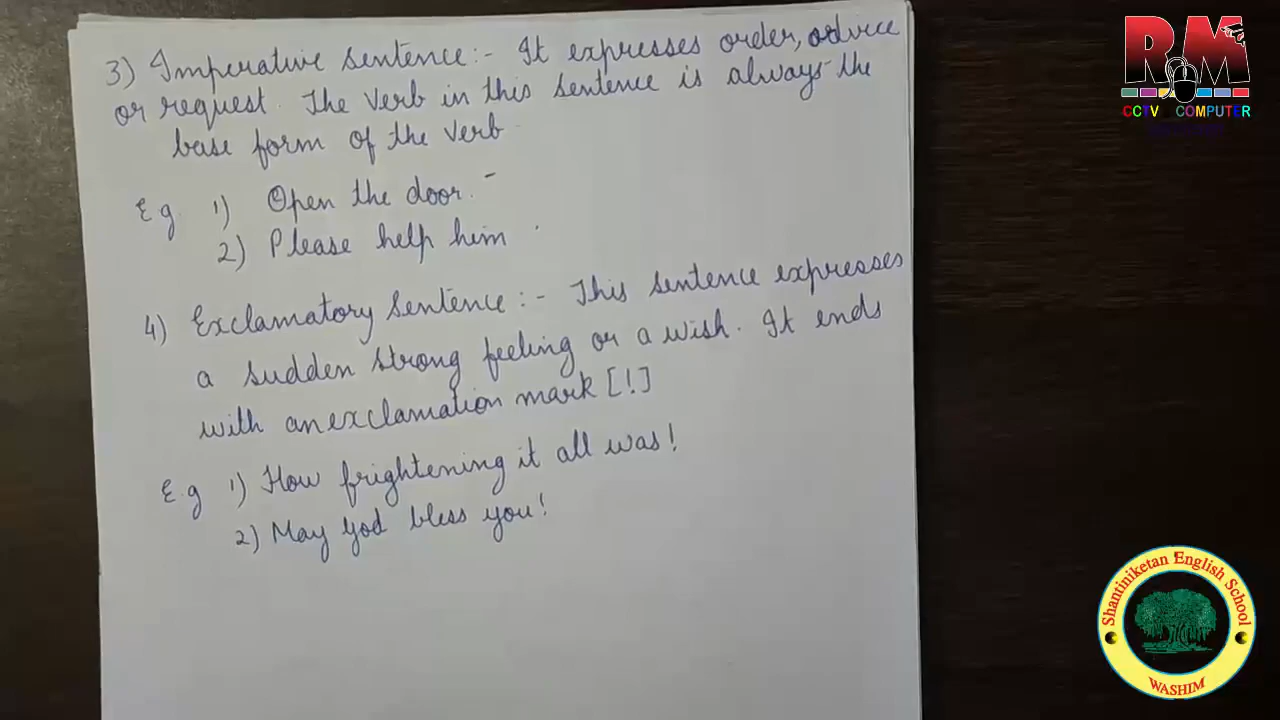 3) Imperative sentence:- It expresses order, advice
or request. The Verb in this sentence is always the
base form of the verb
E.g 1) Open the door.
2) Please help him
4) Exclamatory sentence:- This sentence expresses
a sudden strong feeling or a wish. It ends
with an exclamation mark [!]
E.g 1) How frightening it all was!
2) May God bless you!
RM
CCTV & COMPUTER
Shantiniketan English School
WASHIM